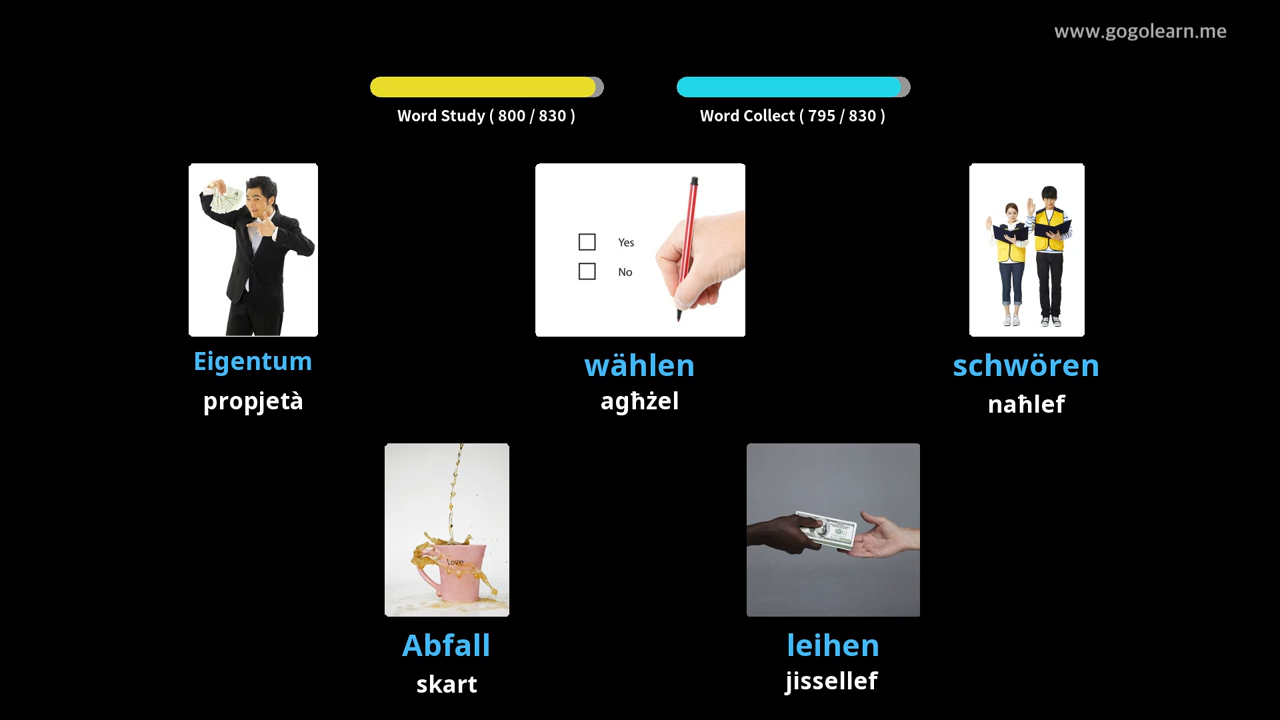 www.gogolearn.me
Word Study ( 800 / 830 )
Word Collect ( 795 / 830 )
Yes
No
Eigentum
propjetà
wählen
agħżel
schwören
naħlef
love
Abfall
skart
leihen
jissellef